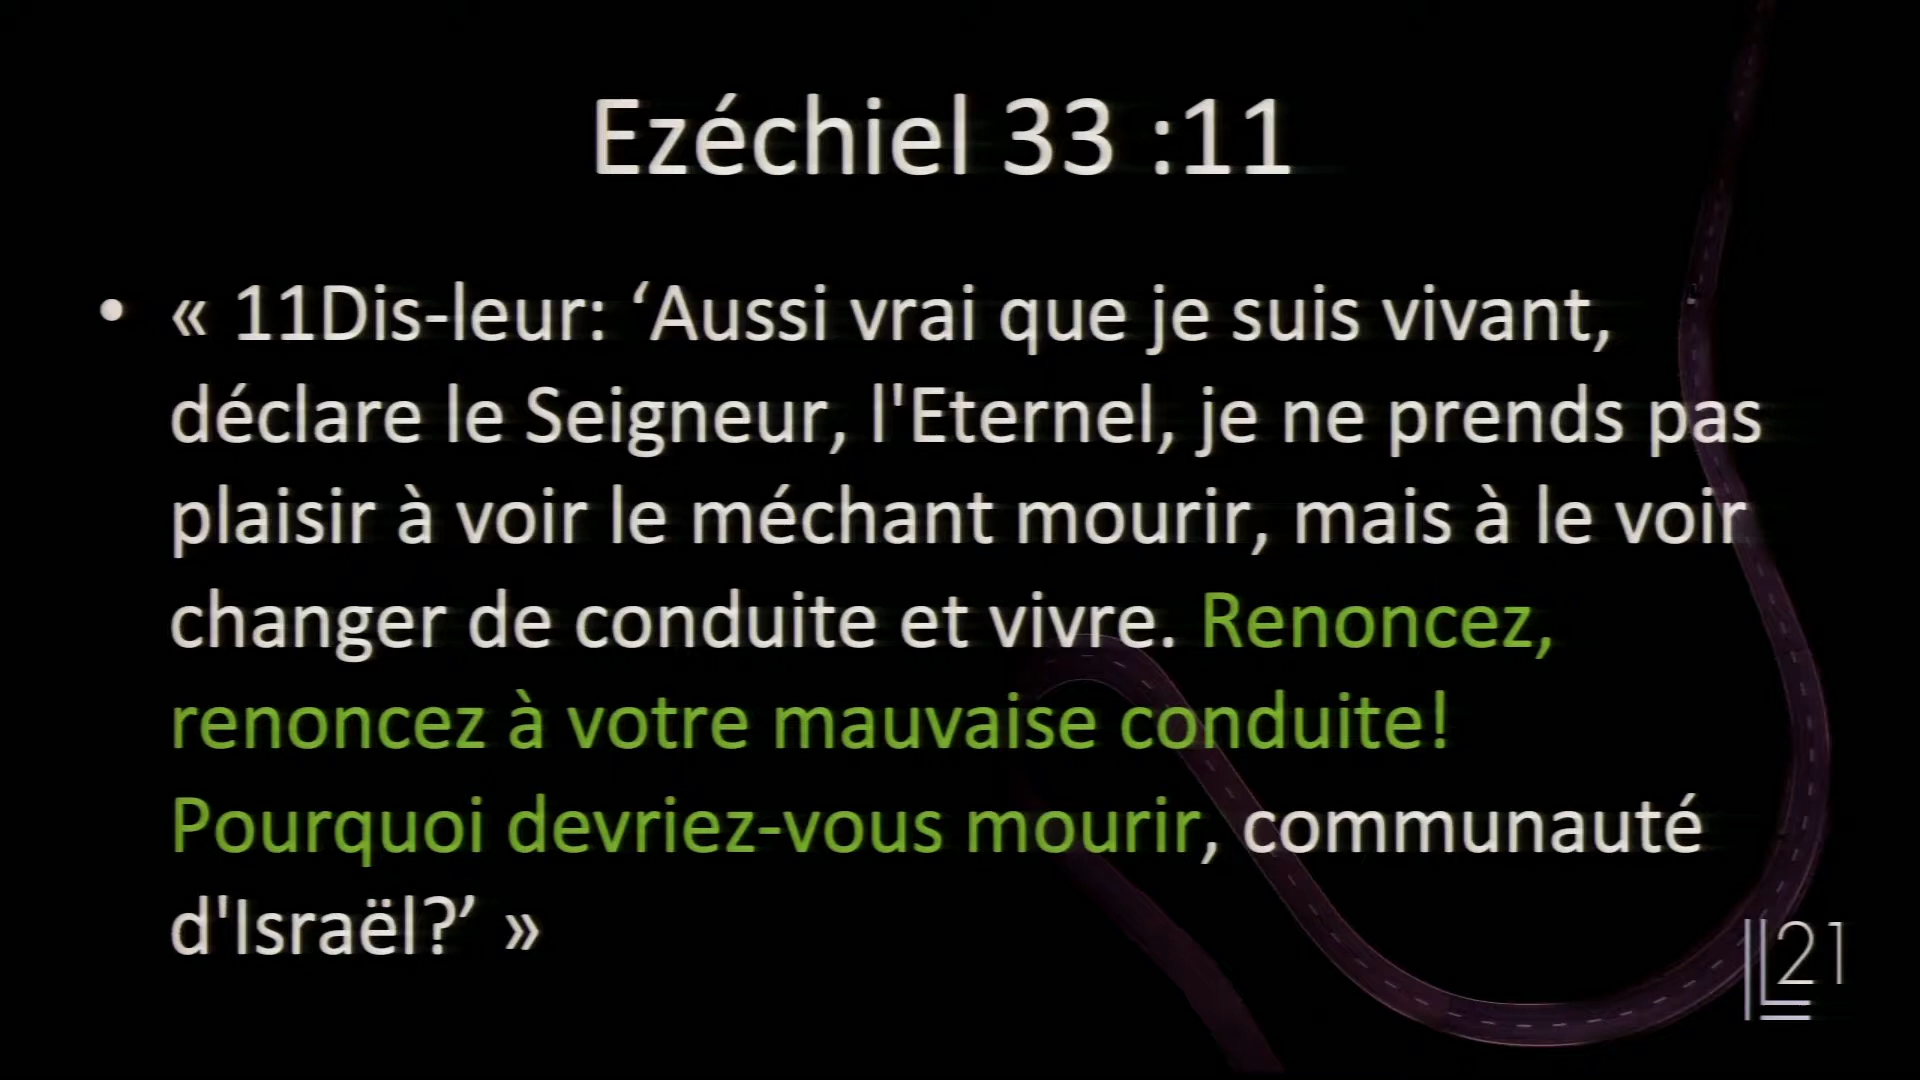 Ezéchiel 33 :11
• « 11Dis-leur: ‘Aussi vrai que je suis vivant,
déclare le Seigneur, l'Eternel, je ne prends pas
plaisir à voir le méchant mourir, mais à le voir
changer de conduite et vivre. Renoncez,
renoncez à votre mauvaise conduite!
Pourquoi devriez-vous mourir, communauté
d'Israël?’ »
L21